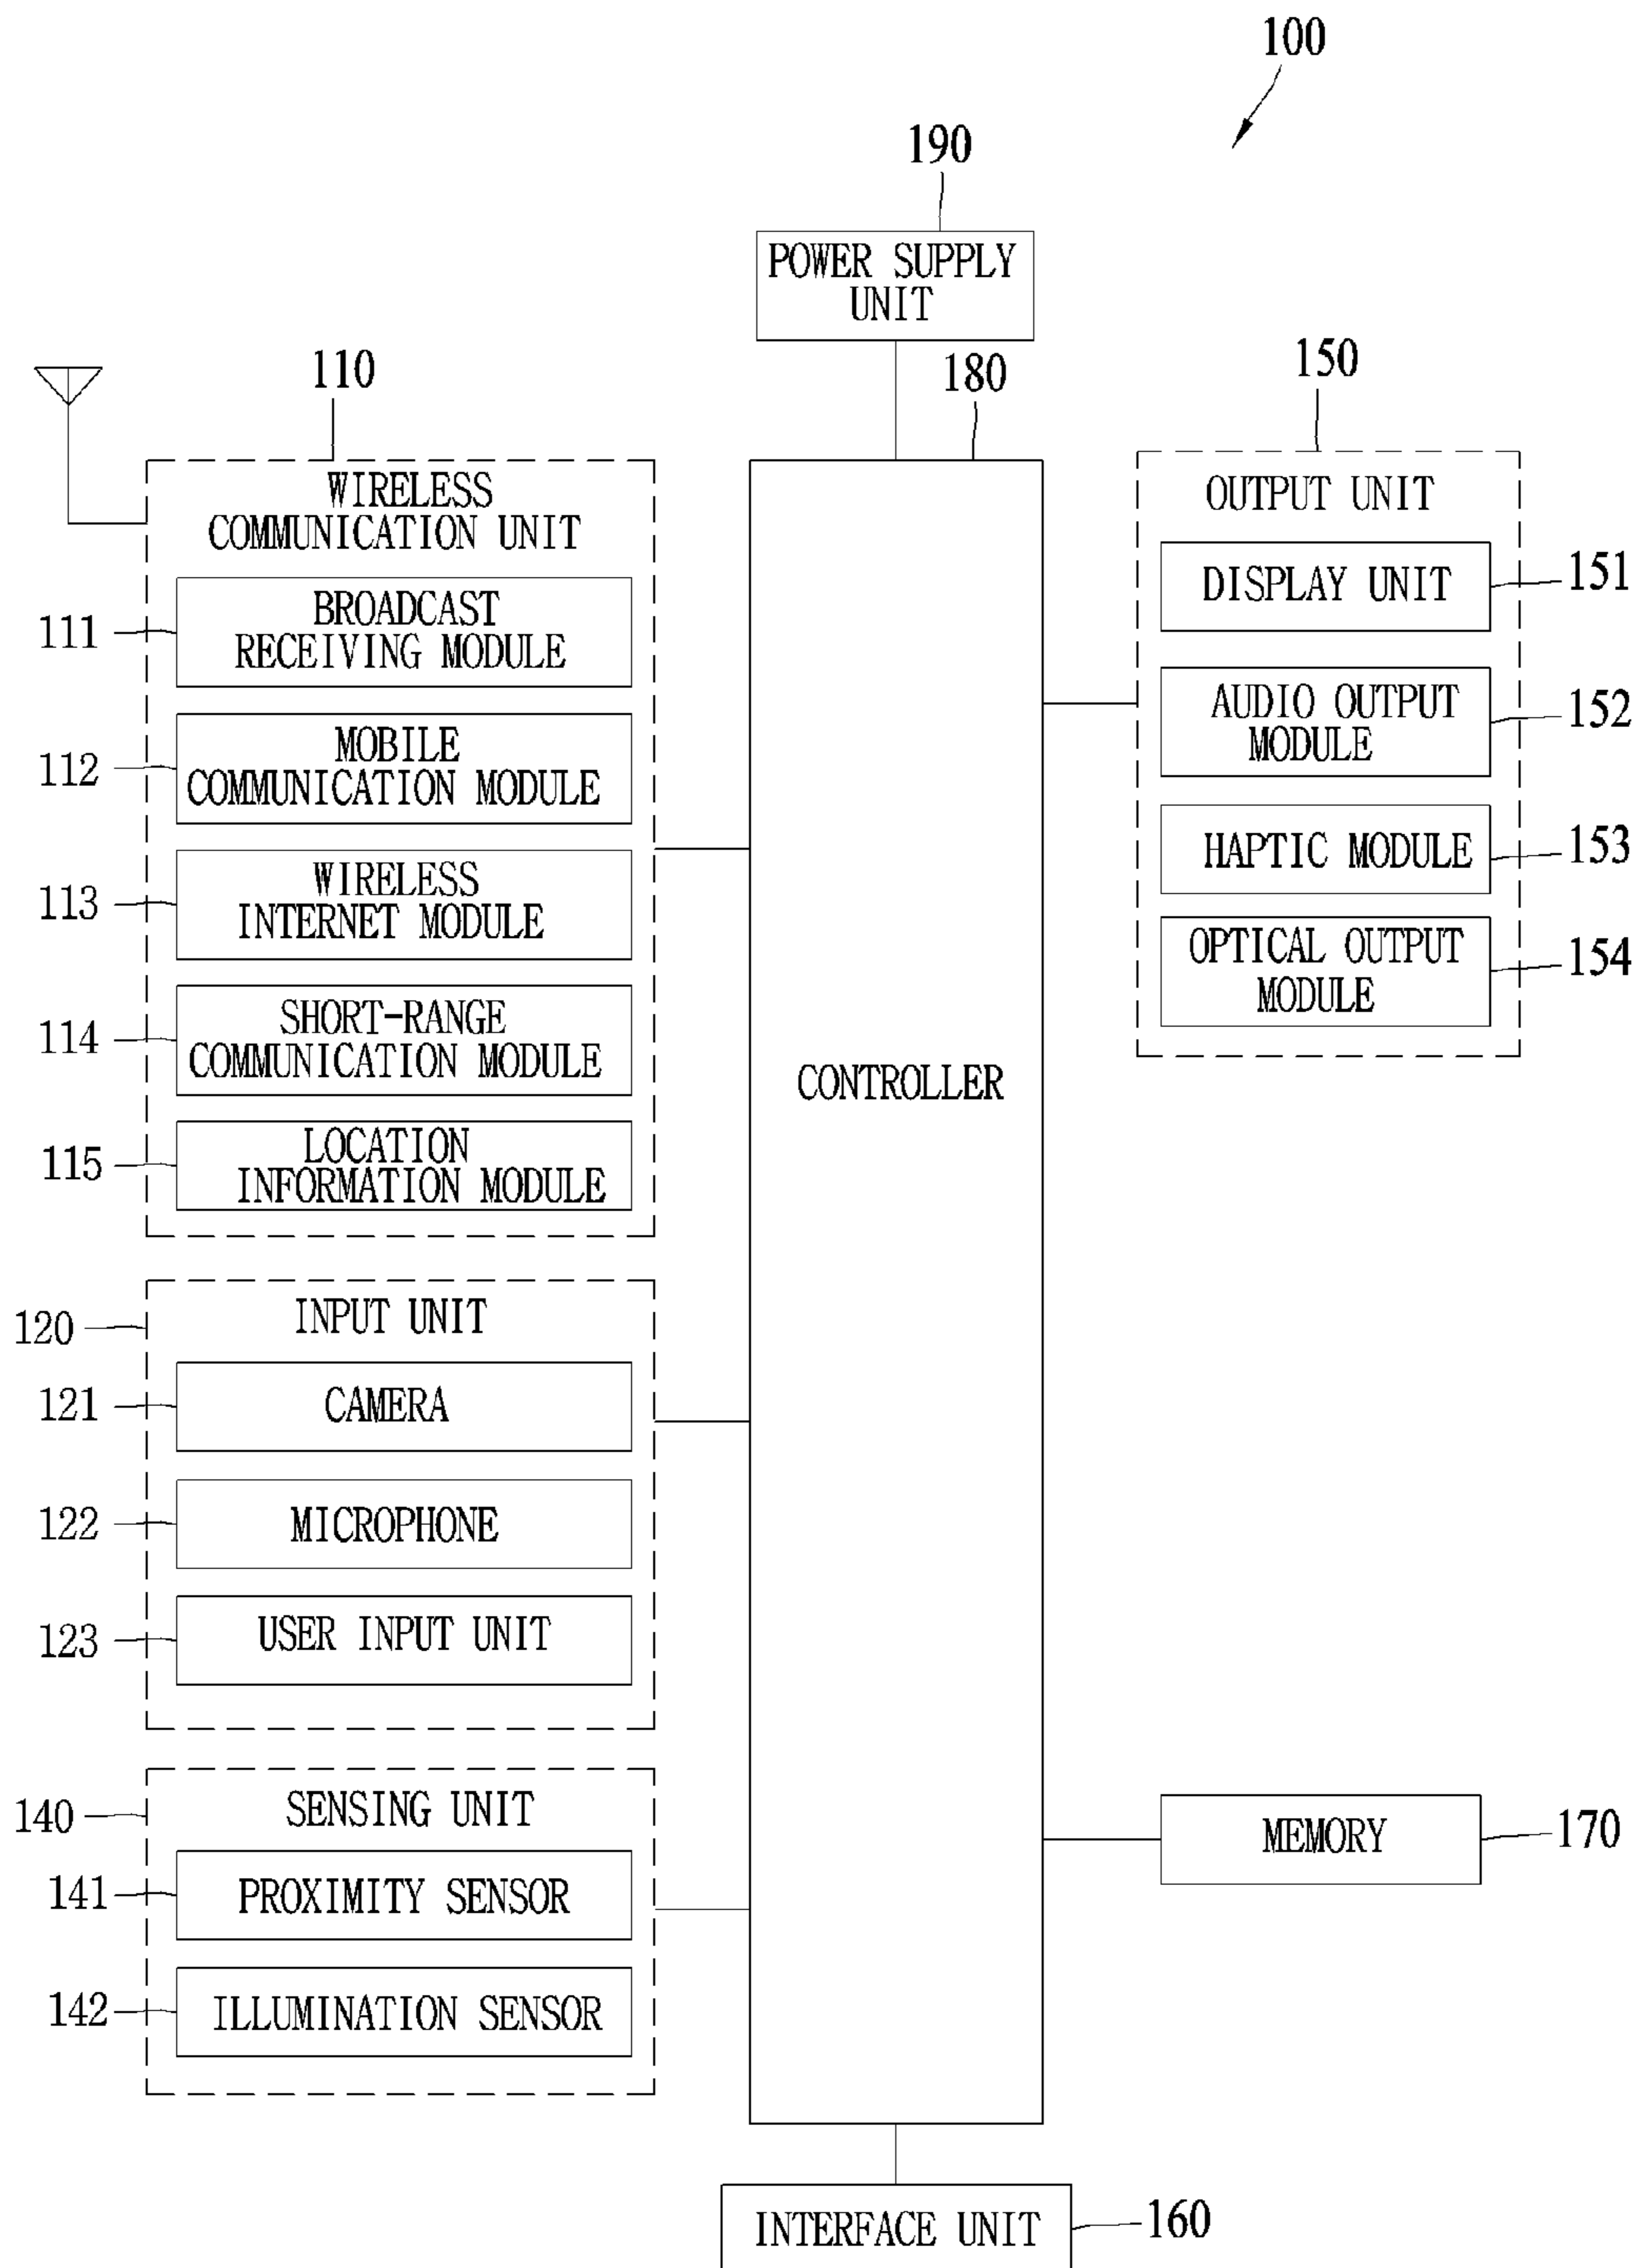 100
190
POWER SUPPLY
UNIT
110
180
150
WIRELESS
COMMUNICATION UNIT
111
BROADCAST
RECEIVING MODULE
112
MOBILE
COMMUNICATION MODULE
113
WIRELESS
INTERNET MODULE
114
SHORT-RANGE
COMMUNICATION MODULE
115
LOCATION
INFORMATION MODULE
120
INPUT UNIT
121
CAMERA
122
MICROPHONE
123
USER INPUT UNIT
140
SENSING UNIT
141
PROXIMITY SENSOR
142
ILLUMINATION SENSOR
CONTROLLER
OUTPUT UNIT
DISPLAY UNIT
151
AUDIO OUTPUT
MODULE
152
HAPTIC MODULE
153
OPTICAL OUTPUT
MODULE
154
MEMORY
170
INTERFACE UNIT
160